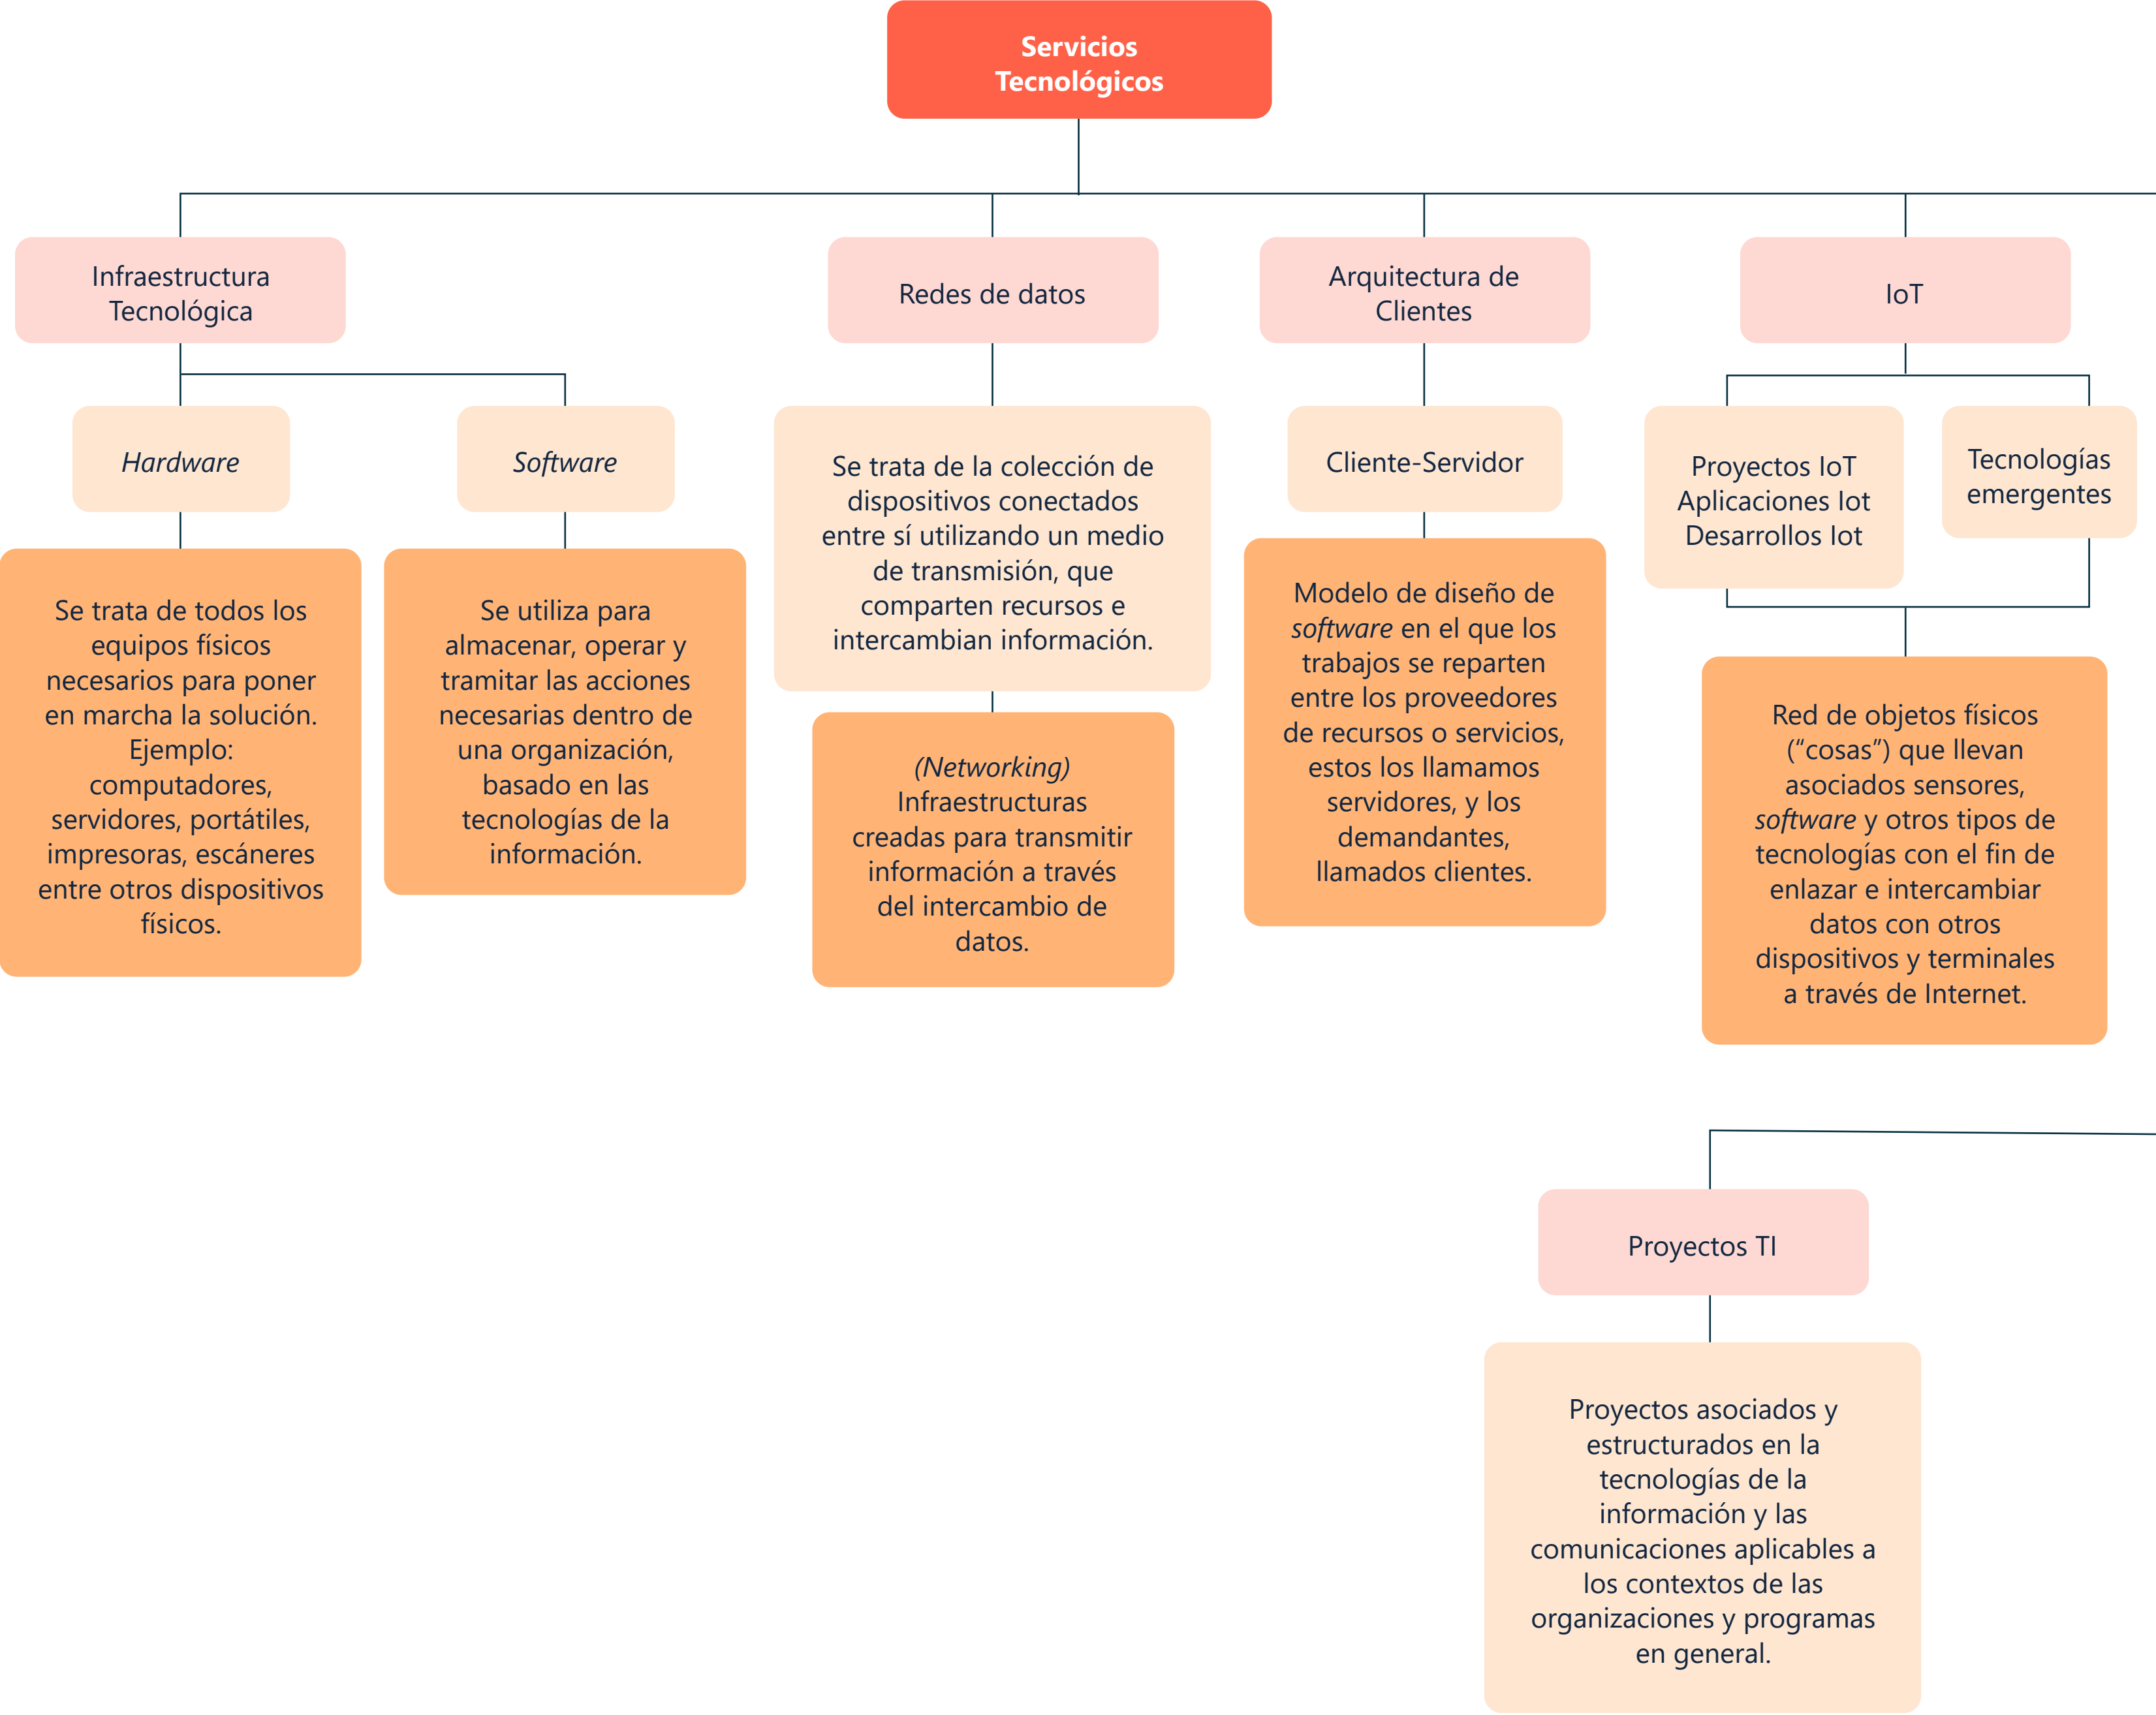 Servicios
Tecnológicos
Infraestructura
Tecnológica
Hardware
Se trata de todos los
equipos físicos
necesarios para poner
en marcha la solución.
Ejemplo:
computadores,
servidores, portátiles,
impresoras, escáneres
entre otros dispositivos
físicos.
Software
Se utiliza para
almacenar, operar y
tramitar las acciones
necesarias dentro de
una organización,
basado en las
tecnologías de la
información.
Redes de datos
Se trata de la colección de
dispositivos conectados
entre sí utilizando un medio
de transmisión, que
comparten recursos e
intercambian información.
(Networking)
Infraestructuras
creadas para transmitir
información a través
del intercambio de
datos.
Arquitectura de
Clientes
Cliente-Servidor
Modelo de diseño de
software en el que los
trabajos se reparten
entre los proveedores
de recursos o servicios,
estos los llamamos
servidores, y los
demandantes,
llamados clientes.
IoT
Proyectos IoT
Aplicaciones Iot
Desarrollos Iot
Tecnologías
emergentes
Red de objetos físicos
(“cosas”) que llevan
asociados sensores,
software y otros tipos de
tecnologías con el fin de
enlazar e intercambiar
datos con otros
dispositivos y terminales
a través de Internet.
Proyectos TI
Proyectos asociados y
estructurados en la
tecnologías de la
información y las
comunicaciones aplicables a
los contextos de las
organizaciones y programas
en general.